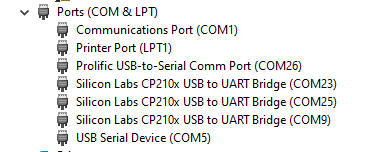 Ports (COM & LPT)
Communications Port (COM1)
Printer Port (LPT1)
Prolific USB-to-Serial Comm Port (COM26)
Silicon Labs CP210x USB to UART Bridge (COM23)
Silicon Labs CP210x USB to UART Bridge (COM25)
Silicon Labs CP210x USB to UART Bridge (COM9)
USB Serial Device (COM5)